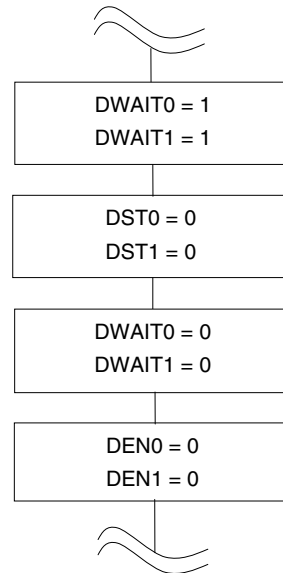 DWAIT0 = 1
DWAIT1 = 1
DST0 = 0
DST1 = 0
DWAIT0 = 0
DWAIT1 = 0
DEN0 = 0
DEN1 = 0